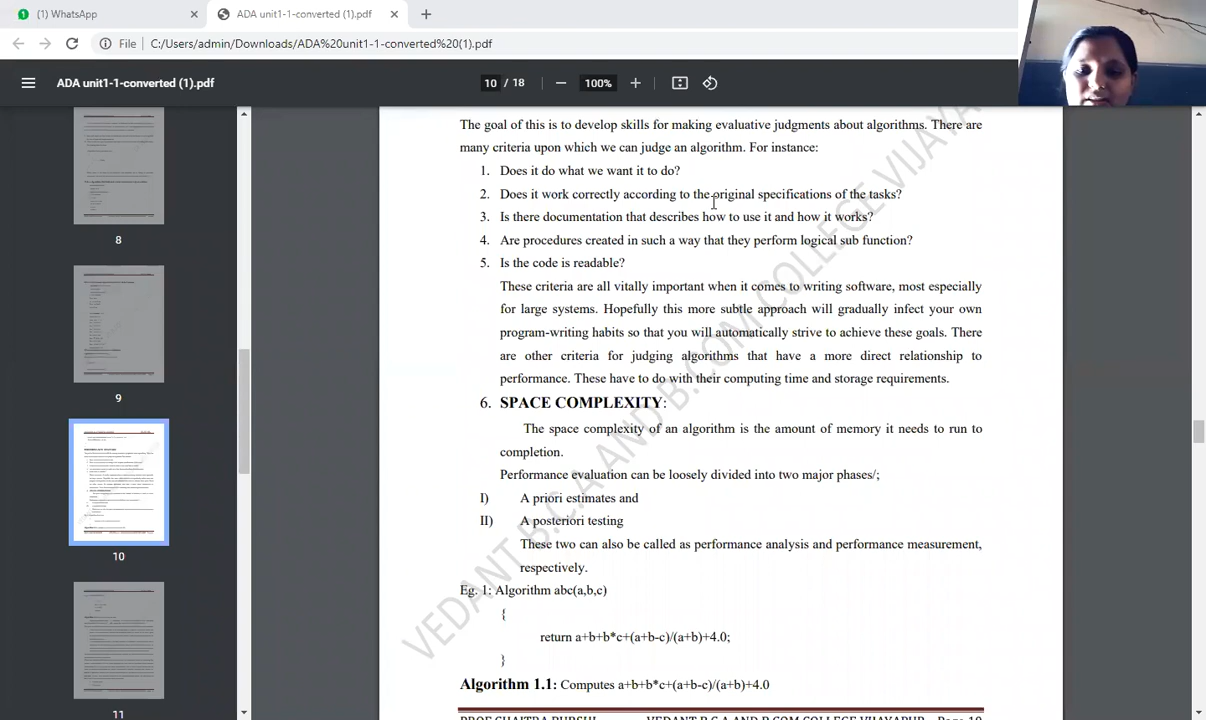 (1) WhatsApp
ADA unit1-1-converted (1).pdf
File C:/Users/admin/Downloads/ADA%20unit1-1-converted%20(1).pdf
ADA unit1-1-converted (1).pdf
10 / 18
100%
8
9
10
11
The goal of this is to develop skills for making evaluative judgments about algorithms. There are
many criteria upon which we can judge an algorithm. For instance:
1. Does it do what we want it to do?
2. Does it work correctly according to the original specifications of the tasks?
3. Is there documentation that describes how to use it and how it works?
4. Are procedures created in such a way that they perform logical sub function?
5. Is the code is readable?
These criteria are all vitally important when it comes to writing software, most especially
for large systems. Hopefully this more subtle approach will gradually infect your own
program-writing habits so that you will automatically strive to achieve these goals. There
are other criteria for judging algorithms that have a more direct relationship to
performance. These have to do with their computing time and storage requirements.
6. SPACE COMPLEXITY:
The space complexity of an algorithm is the amount of memory it needs to run to
completion.
Performance evaluation can be loosely divided into two major phases/;
I) A priori estimates and
II) A posteriori testing
These two can also be called as performance analysis and performance measurement,
respectively.
Eg. 1: Algorithm abc(a,b,c)
{
return a+b+b*c+(a+b-c)/(a+b)+4.0;
}
Algorithm 1.1: Computes a+b+b*c+(a+b-c)/(a+b)+4.0
VEDANT B.C.A AND B.COM COLLEGE VIJAYA